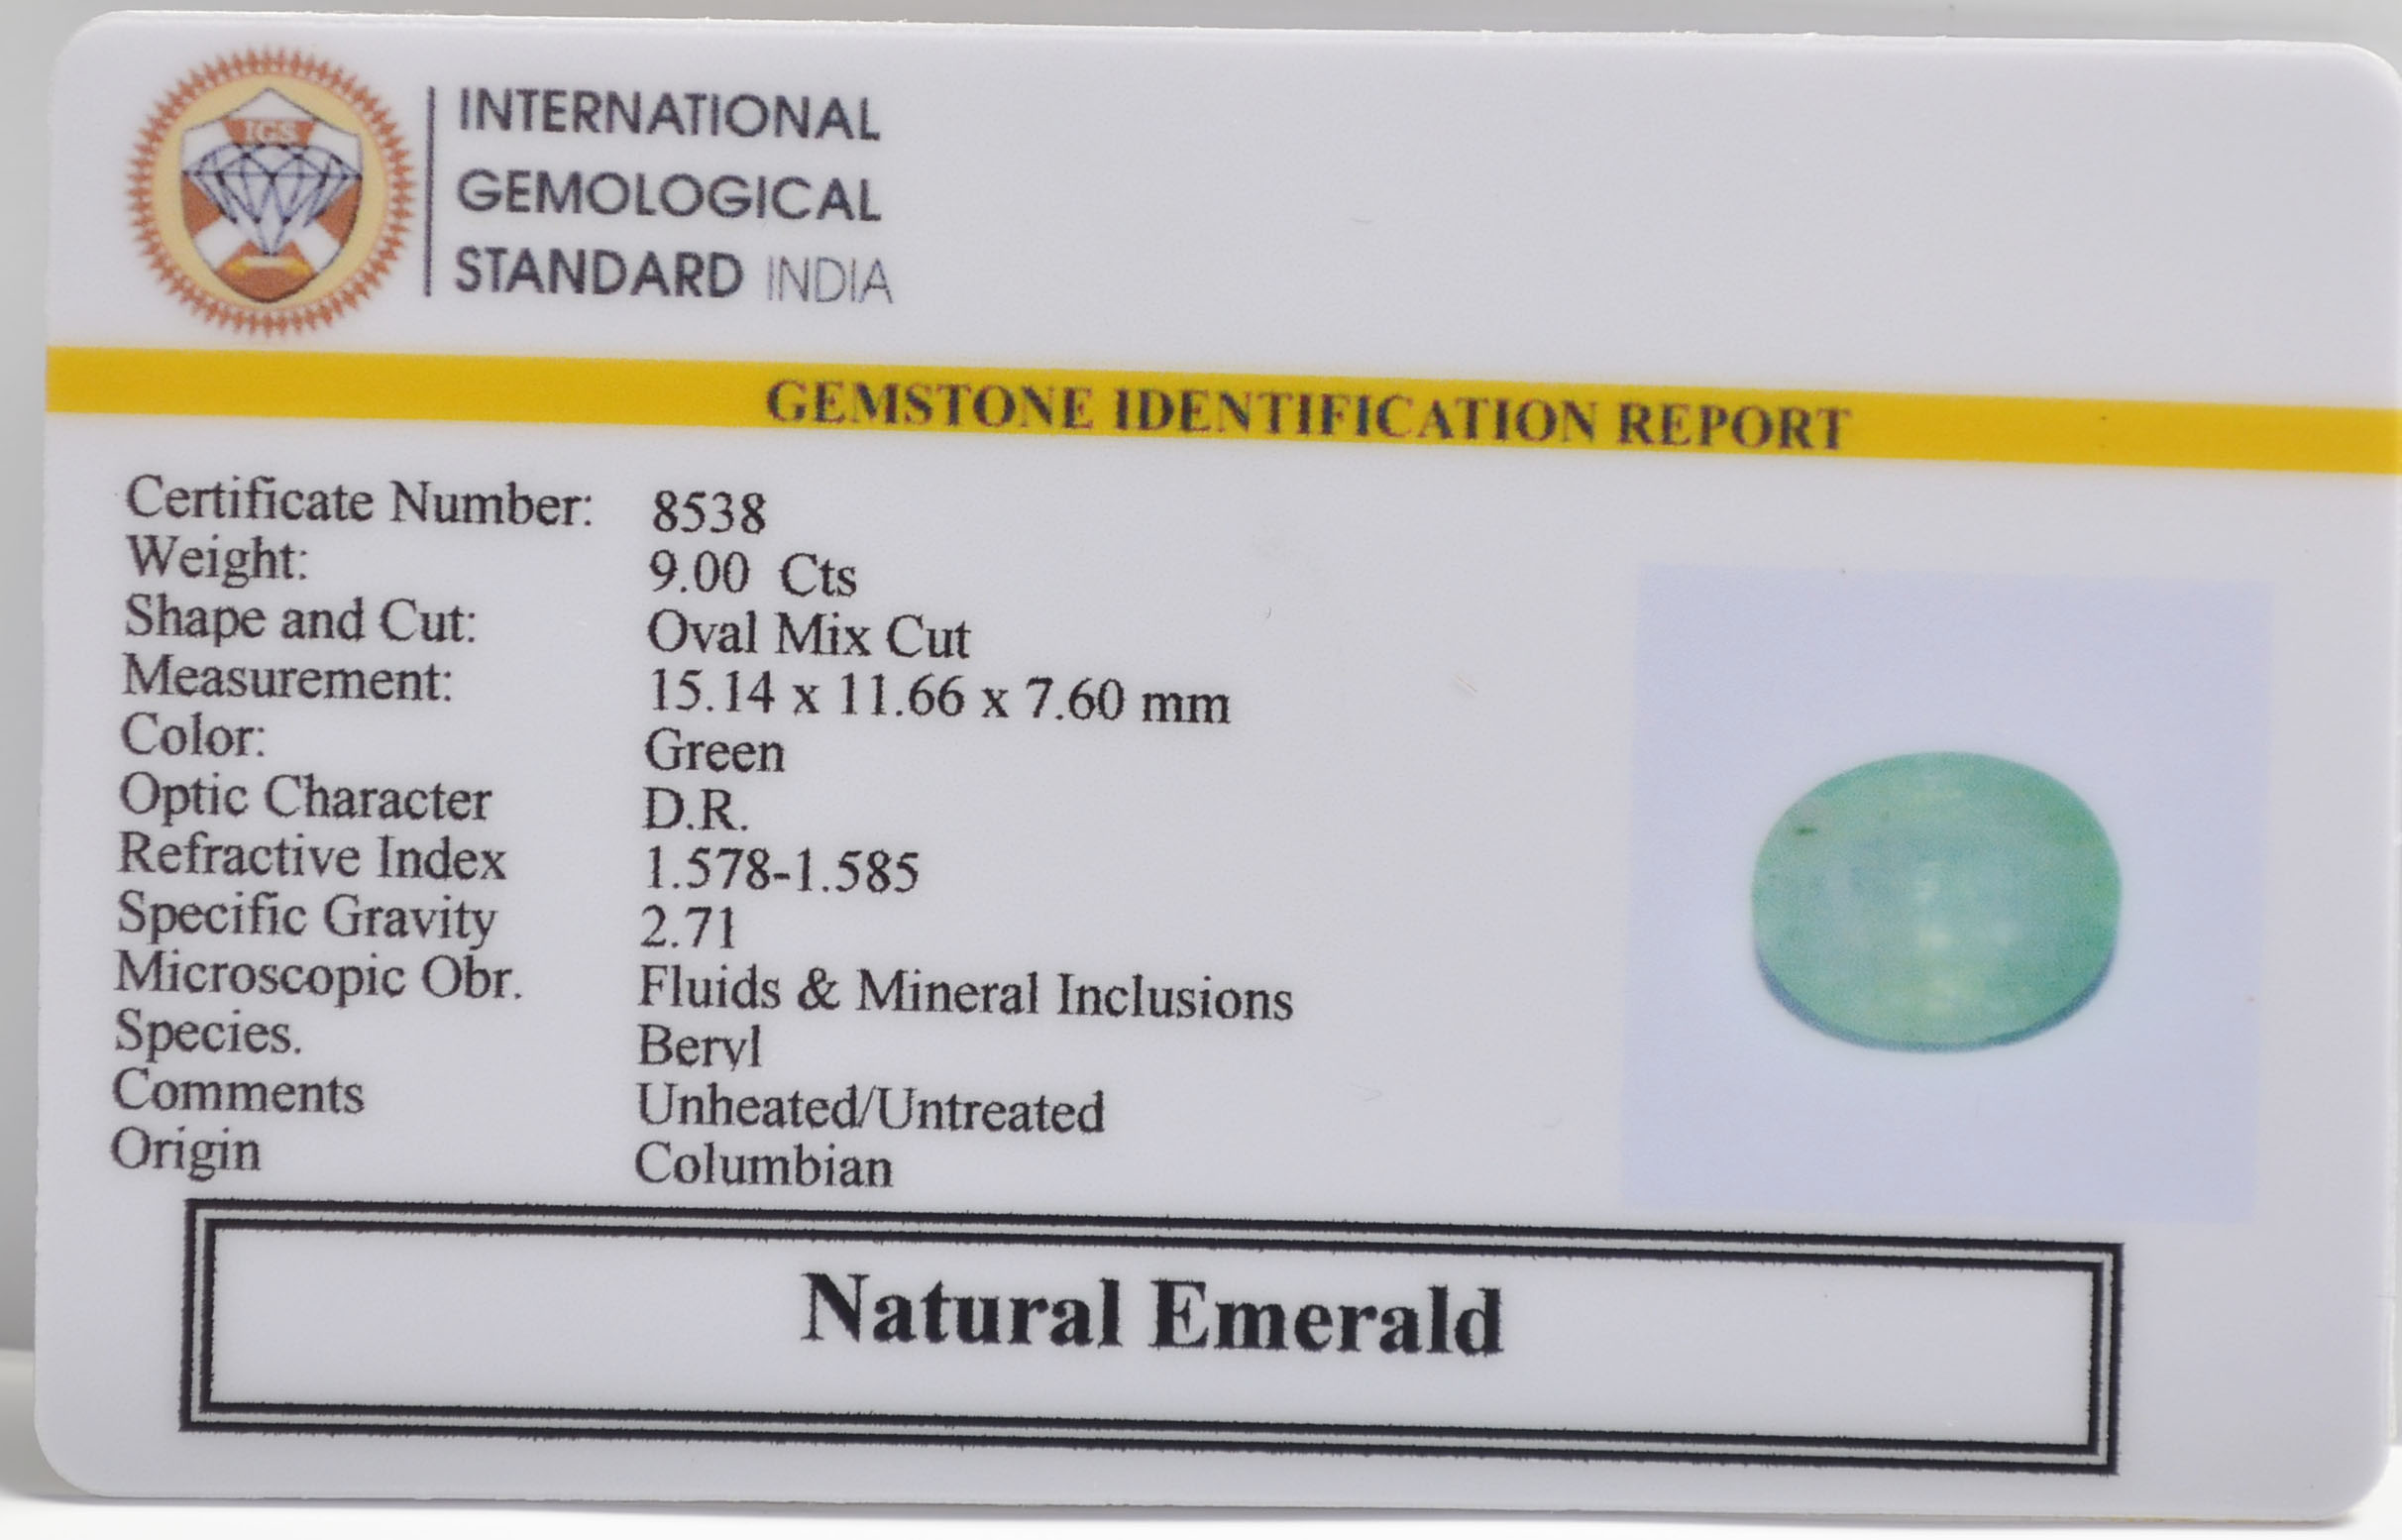 IGS
INTERNATIONAL
GEMOLOGICAL
STANDARD INDIA
GEMSTONE IDENTIFICATION REPORT
Certificate Number: 8538
Weight: 9.00 Cts
Shape and Cut: Oval Mix Cut
Measurement: 15.14 x 11.66 x 7.60 mm
Color: Green
Optic Character D.R.
Refractive Index 1.578-1.585
Specific Gravity 2.71
Microscopic Obr. Fluids & Mineral Inclusions
Species. Beryl
Comments Unheated/Untreated
Origin Columbian
Natural Emerald